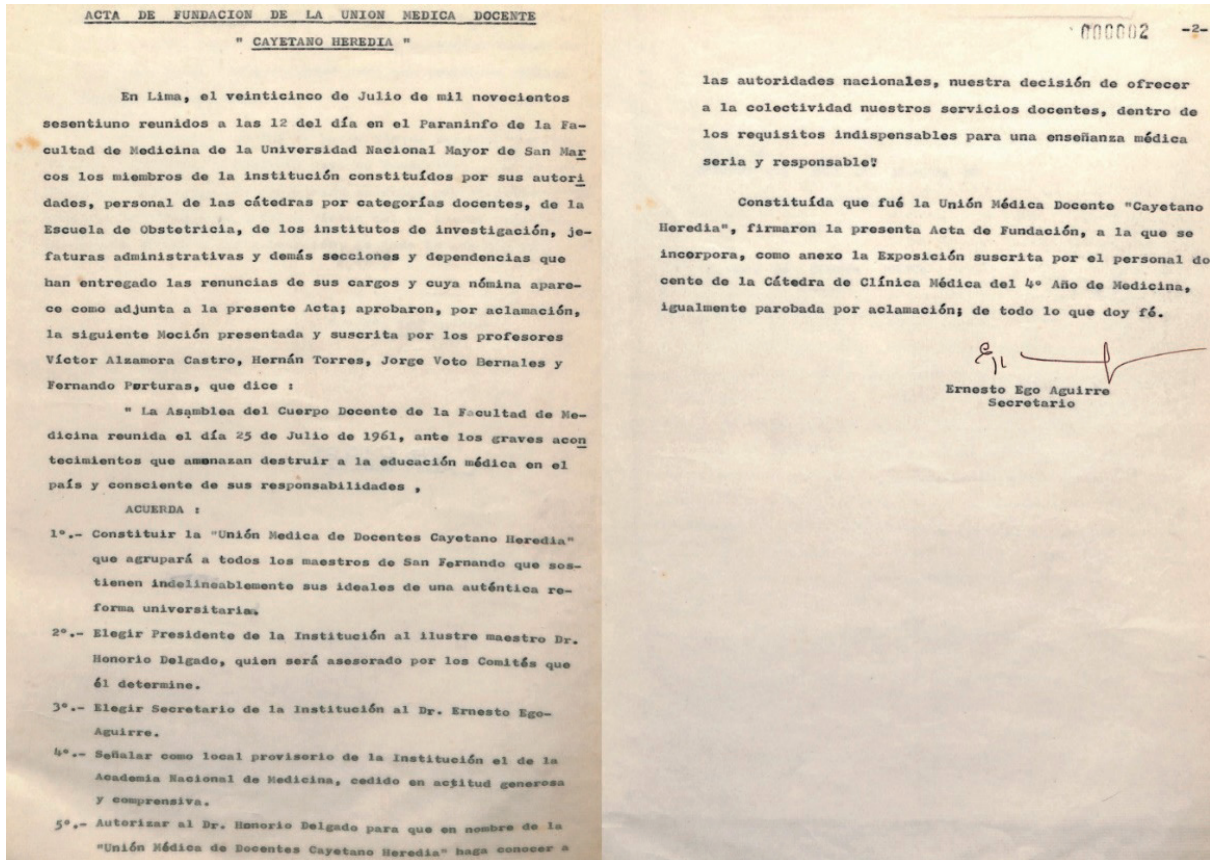 ACTA DE FUNDACION DE LA UNION MEDICA DOCENTE
" CAYETANO HEREDIA "
En Lima, el veinticinco de Julio de mil novecientos
sesentiuno reunidos a las 12 del día en el Paraninfo de la Fa-
cultad de Medicina de la Universidad Nacional Mayor de San Mar
cos los miembros de la institución constituídos por sus autori
dades, personal de las cátedras por categorías docentes, de la
Escuela de Obstetricia, de los institutos de investigación, je-
faturas administrativas y demás secciones y dependencias que
han entregado las renuncias de sus cargos y cuya nómina apare-
ce como adjunta a la presente Acta; aprobaron, por aclamación,
la siguiente Moción presentada y suscrita por los profesores
Víctor Alzamora Castro, Hernán Torres, Jorge Voto Bernales y
Fernando Porturas, que dice :
" La Asamblea del Cuerpo Docente de la Facultad de Me-
dicina reunida el día 25 de Julio de 1961, ante los graves acon
tecimientos que amenazan destruir a la educación médica en el
país y consciente de sus responsabilidades ,
ACUERDA :
1°.- Constituir la "Unión Medica de Docentes Cayetano Heredia"
que agrupará a todos los maestros de San Fernando que sos-
tienen indelineablemente sus ideales de una auténtica re-
forma universitaria.
2°.- Elegir Presidente de la Institución al ilustre maestro Dr.
Honorio Delgado, quien será asesorado por los Comités que
él determine.
3°.- Elegir Secretario de la Institución al Dr. Ernesto Ego-
Aguirre.
4°.- Señalar como local provisorio de la Institución el de la
Academia Nacional de Medicina, cedido en actitud generosa
y comprensiva.
5°.- Autorizar al Dr. Honorio Delgado para que en nombre de la
"Unión Médica de Docentes Cayetano Heredia" haga conocer a
000002 -2-
las autoridades nacionales, nuestra decisión de ofrecer
a la colectividad nuestros servicios docentes, dentro de
los requisitos indispensables para una enseñanza médica
seria y responsable"
Constituída que fué la Unión Médica Docente "Cayetano
Heredia", firmaron la presenta Acta de Fundación, a la que se
incorpora, como anexo la Exposición suscrita por el personal do
cente de la Cátedra de Clínica Médica del 4° Año de Medicina,
igualmente parobada por aclamación; de todo lo que doy fé.
Ernesto Ego Aguirre
Secretario